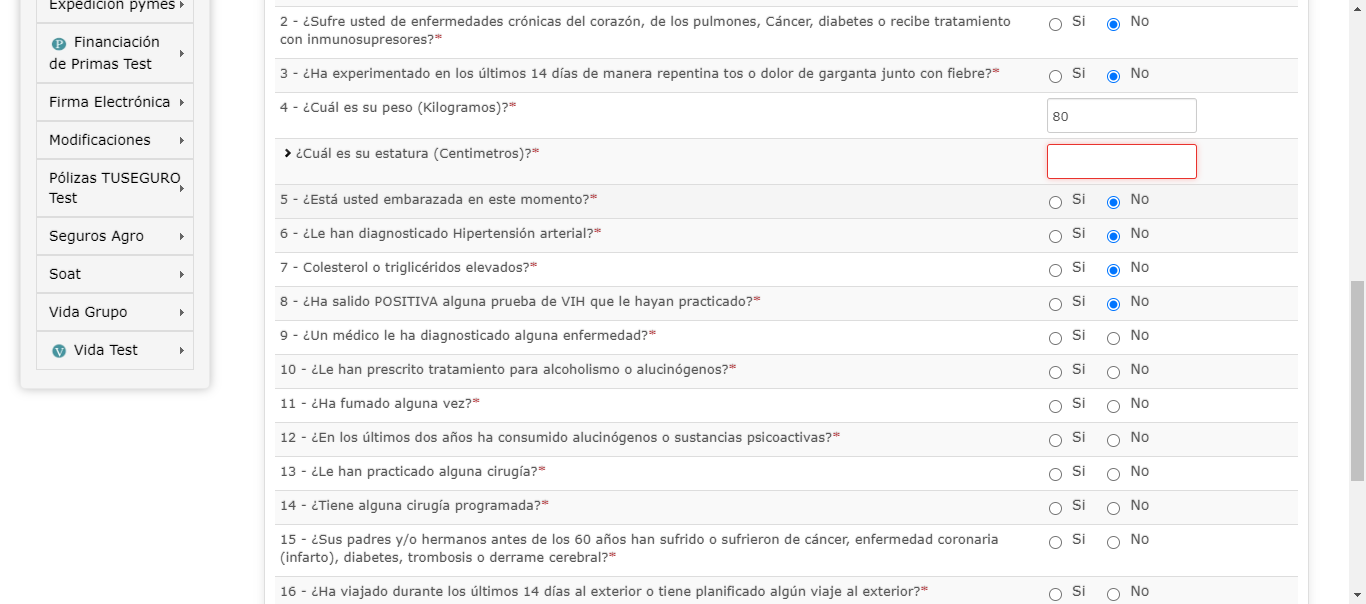 Expedición pymes
Financiación
de Primas Test
Firma Electrónica
Modificaciones
Pólizas TUSEGURO
Test
Seguros Agro
Soat
Vida Grupo
Vida Test
2 - ¿Sufre usted de enfermedades crónicas del corazón, de los pulmones, Cáncer, diabetes o recibe tratamiento
con inmunosupresores?* Si No
3 - ¿Ha experimentado en los últimos 14 días de manera repentina tos o dolor de garganta junto con fiebre?* Si No
4 - ¿Cuál es su peso (Kilogramos)?* 80
¿Cuál es su estatura (Centimetros)?*
5 - ¿Está usted embarazada en este momento?* Si No
6 - ¿Le han diagnosticado Hipertensión arterial?* Si No
7 - Colesterol o triglicéridos elevados?* Si No
8 - ¿Ha salido POSITIVA alguna prueba de VIH que le hayan practicado?* Si No
9 - ¿Un médico le ha diagnosticado alguna enfermedad?* Si No
10 - ¿Le han prescrito tratamiento para alcoholismo o alucinógenos?* Si No
11 - ¿Ha fumado alguna vez?* Si No
12 - ¿En los últimos dos años ha consumido alucinógenos o sustancias psicoactivas?* Si No
13 - ¿Le han practicado alguna cirugía?* Si No
14 - ¿Tiene alguna cirugía programada?* Si No
15 - ¿Sus padres y/o hermanos antes de los 60 años han sufrido o sufrieron de cáncer, enfermedad coronaria
(infarto), diabetes, trombosis o derrame cerebral?* Si No
16 - ¿Ha viajado durante los últimos 14 días al exterior o tiene planificado algún viaje al exterior?* Si No